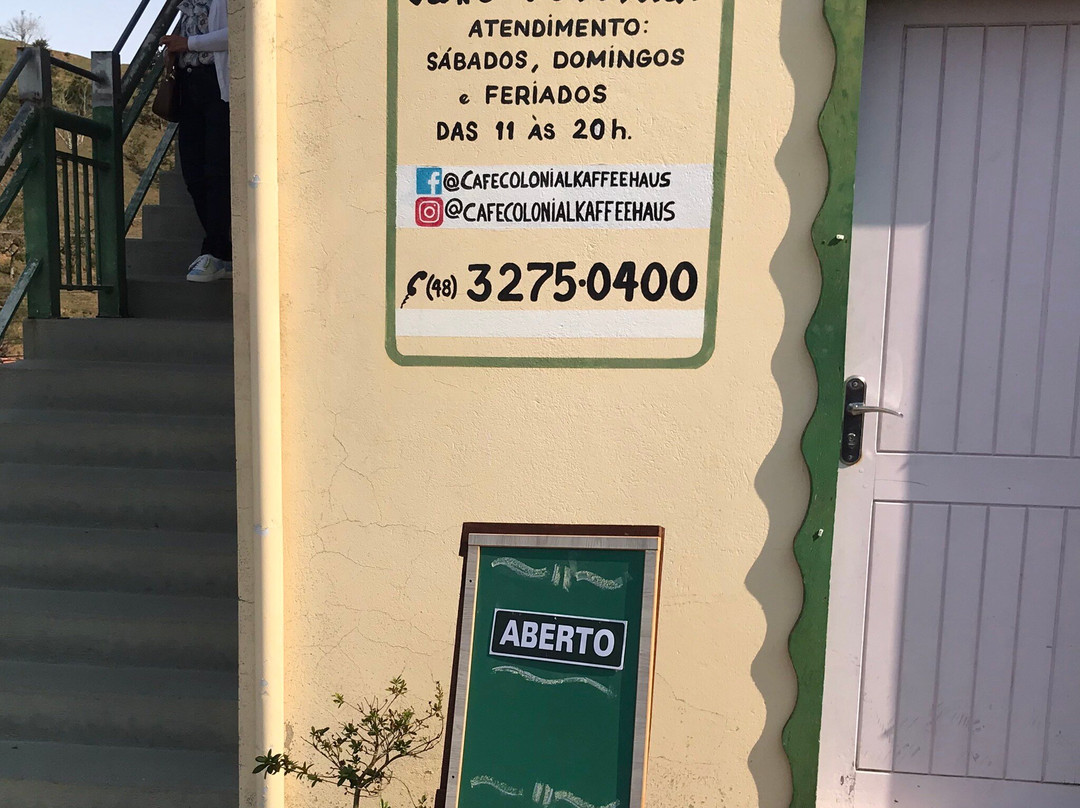 ATENDIMENTO:
SÁBADOS, DOMINGOS
e FERIADOS
DAS 11 ÀS 20h.
@CAFECOLONIALKAFFEEHAUS
@CAFECOLONIALKAFFEEHAUS
(48) 3275·0400
ABERTO